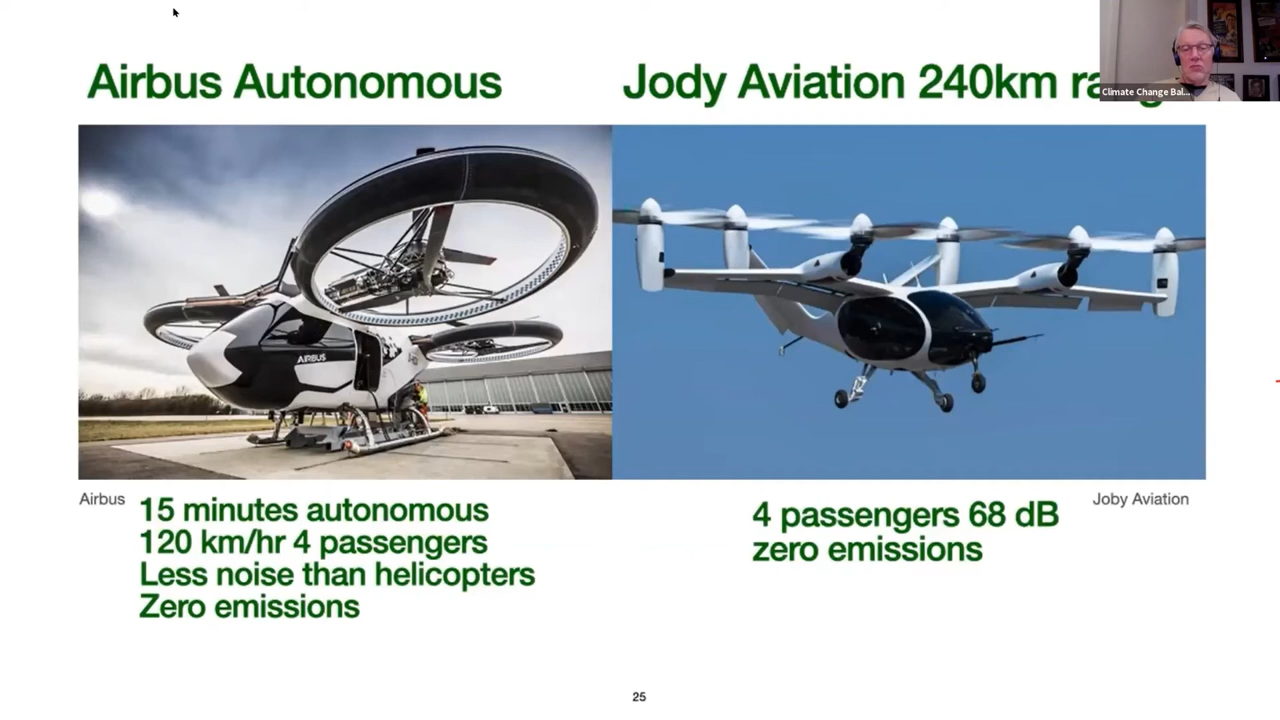 Airbus Autonomous
Jody Aviation 240km
Climate Change Bal...
AIRBUS
Airbus
15 minutes autonomous
120 km/hr 4 passengers
Less noise than helicopters
Zero emissions
4 passengers 68 dB
zero emissions
Joby Aviation
25